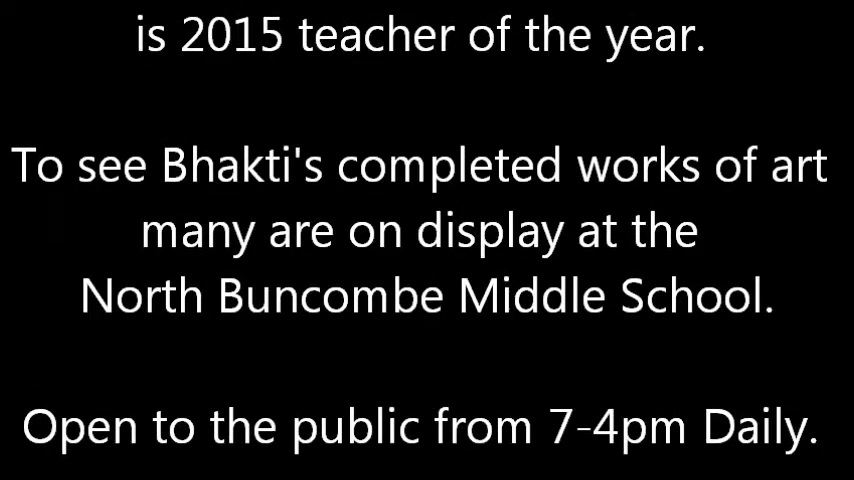 is 2015 teacher of the year.
To see Bhakti's completed works of art
many are on display at the
North Buncombe Middle School.
Open to the public from 7-4pm Daily.